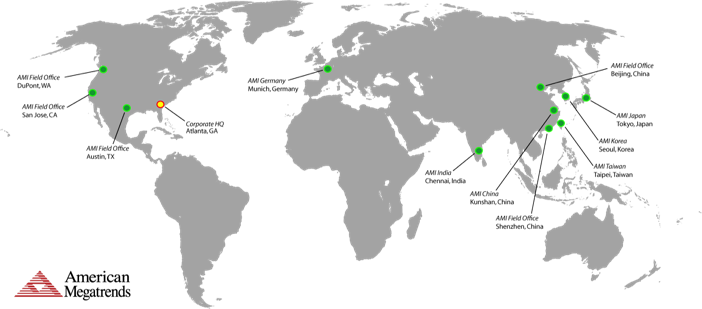 AMI Field Office
DuPont, WA
AMI Field Office
San Jose, CA
AMI Field Office
Austin, TX
Corporate HQ
Atlanta, GA
AMI Germany
Munich, Germany
AMI Field Office
Beijing, China
AMI Japan
Tokyo, Japan
AMI Korea
Seoul, Korea
AMI Taiwan
Taipei, Taiwan
AMI India
Chennai, India
AMI China
Kunshan, China
AMI Field Office
Shenzhen, China
American
Megatrends